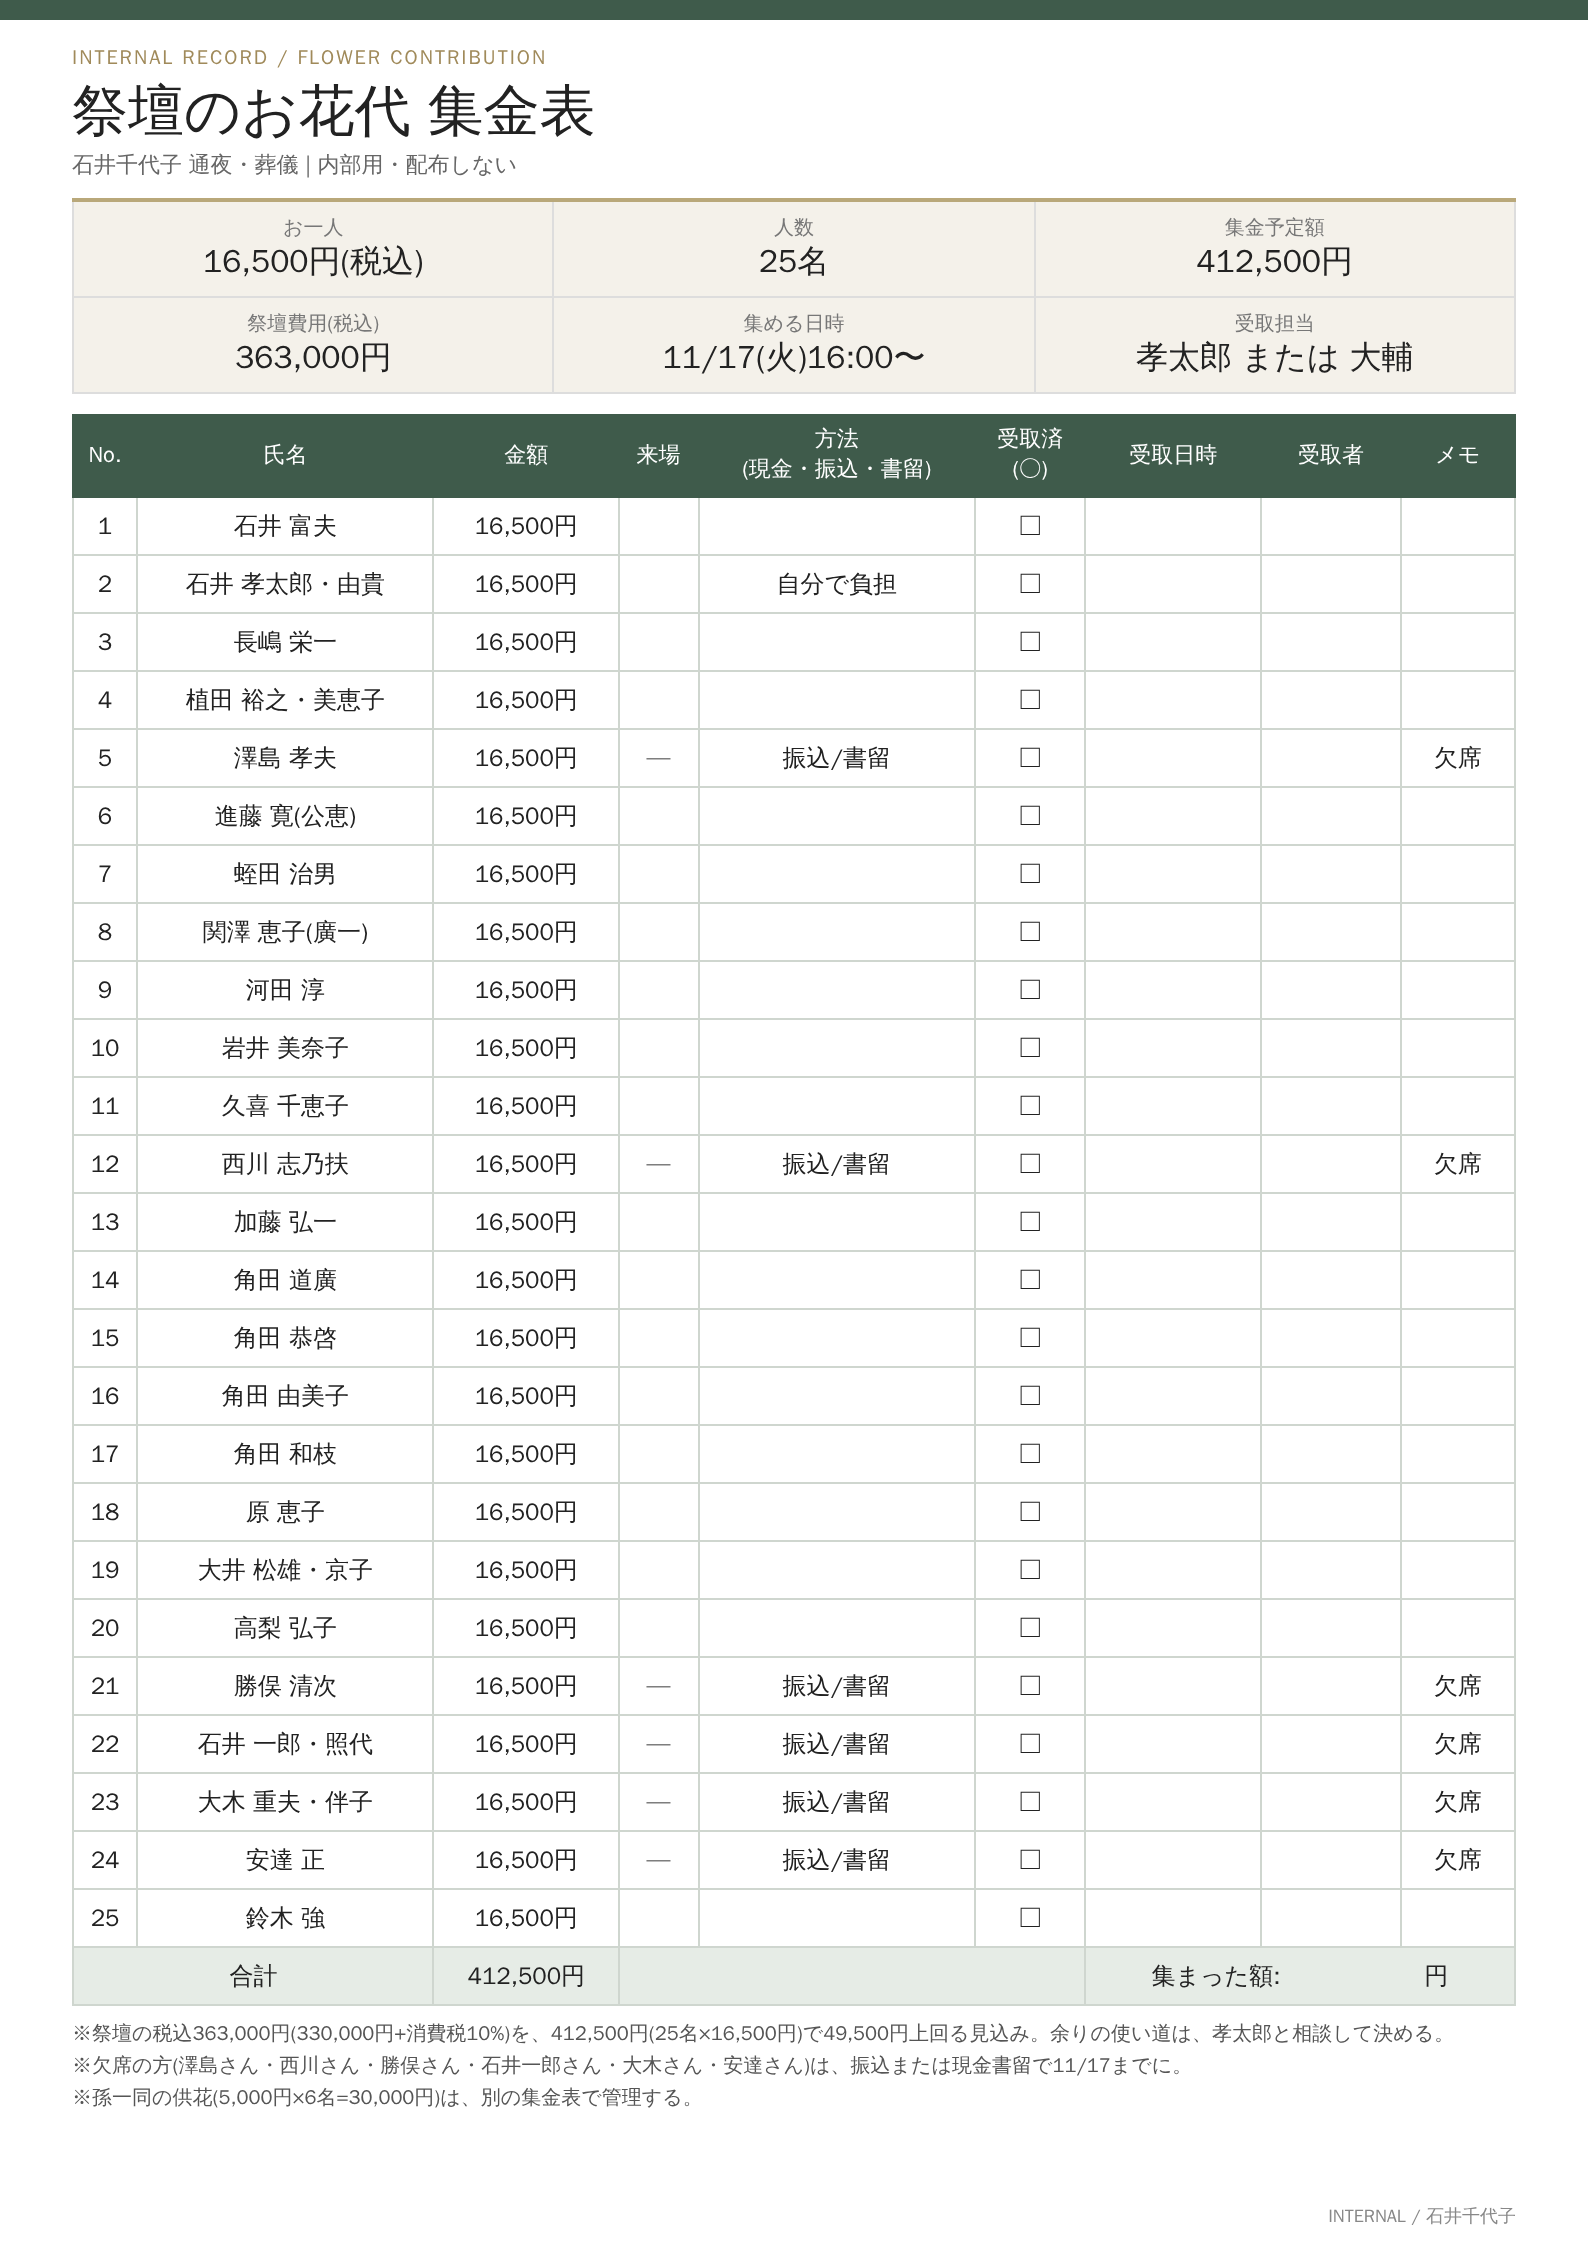 INTERNAL RECORD / FLOWER CONTRIBUTION
祭壇のお花代 集金表
石井千代子 通夜・葬儀 | 内部用・配布しない
お一人 人数 集金予定額
16,500円(税込) 25名 412,500円
祭壇費用(税込) 集める日時 受取担当
363,000円 11/17(火)16:00〜 孝太郎 または 大輔
No. 氏名 金額 来場 方法(現金・振込・書留) 受取済(〇) 受取日時 受取者 メモ
1 石井 富夫 16,500円 □
2 石井 孝太郎・由貴 16,500円 自分で負担 □
3 長嶋 栄一 16,500円 □
4 植田 裕之・美恵子 16,500円 □
5 澤島 孝夫 16,500円 — 振込/書留 □ 欠席
6 進藤 寛(公恵) 16,500円 □
7 蛭田 治男 16,500円 □
8 関澤 恵子(廣一) 16,500円 □
9 河田 淳 16,500円 □
10 岩井 美奈子 16,500円 □
11 久喜 千恵子 16,500円 □
12 西川 志乃扶 16,500円 — 振込/書留 □ 欠席
13 加藤 弘一 16,500円 □
14 角田 道廣 16,500円 □
15 角田 恭啓 16,500円 □
16 角田 由美子 16,500円 □
17 角田 和枝 16,500円 □
18 原 恵子 16,500円 □
19 大井 松雄・京子 16,500円 □
20 高梨 弘子 16,500円 □
21 勝俣 清次 16,500円 — 振込/書留 □ 欠席
22 石井 一郎・照代 16,500円 — 振込/書留 □ 欠席
23 大木 重夫・伴子 16,500円 — 振込/書留 □ 欠席
24 安達 正 16,500円 — 振込/書留 □ 欠席
25 鈴木 強 16,500円 □
合計 412,500円 集まった額: 円
※祭壇の税込363,000円(330,000円+消費税10%)を、412,500円(25名×16,500円)で49,500円上回る見込み。余りの使い道は、孝太郎と相談して決める。
※欠席の方(澤島さん・西川さん・勝俣さん・石井一郎さん・大木さん・安達さん)は、振込または現金書留で11/17までに。
※孫一同の供花(5,000円×6名=30,000円)は、別の集金表で管理する。
INTERNAL / 石井千代子